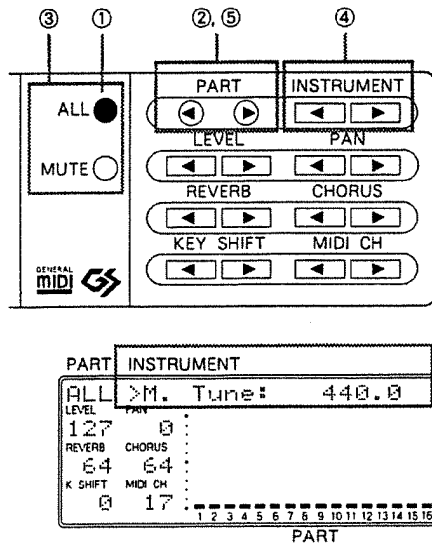 ③ ① ②, ⑤ ④
PART INSTRUMENT
ALL
LEVEL PAN
MUTE
REVERB CHORUS
KEY SHIFT MIDI CH
GENERAL
MIDI GS
PART INSTRUMENT
ALL >M. Tune: 440.0
LEVEL PAN
127 0
REVERB CHORUS
64 64
K SHIFT MIDI CH
0 17
1 2 3 4 5 6 7 8 9 10 11 12 13 14 15 16
PART